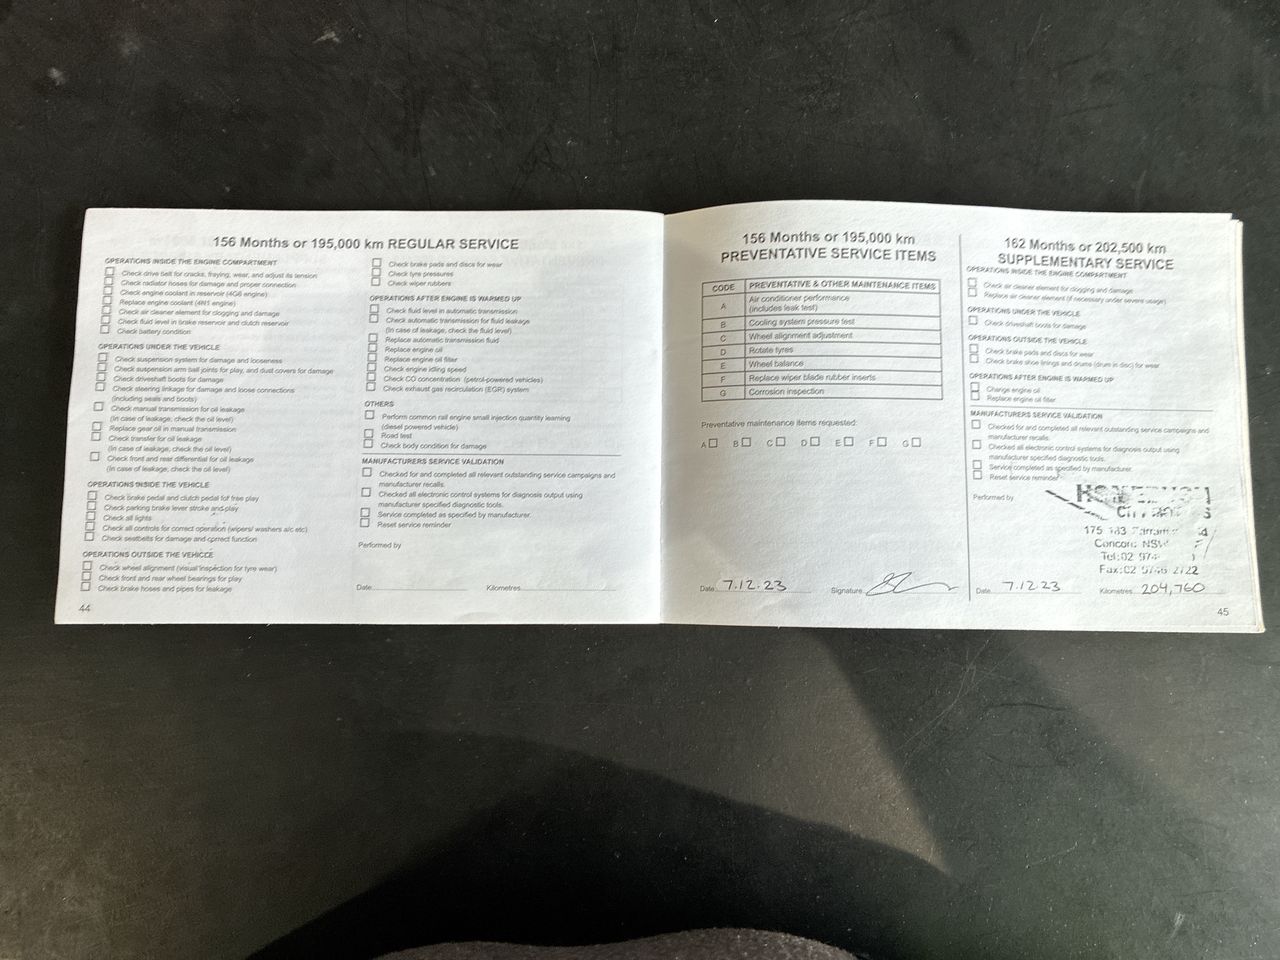 156 Months or 195,000 km REGULAR SERVICE
OPERATIONS INSIDE THE ENGINE COMPARTMENT
Check drive belt for cracks, fraying, wear, and adjust its tension
Check radiator hoses for damage and proper connection
Check engine coolant in reservoir (4G6 engine)
Replace engine coolant (4N1 engine)
Check air cleaner element for clogging and damage
Check fluid level in brake reservoir and clutch reservoir
Check battery condition
OPERATIONS UNDER THE VEHICLE
Check suspension system for damage and looseness
Check suspension arm ball joints for play, and dust covers for damage
Check driveshaft boots for damage
Check steering linkage for damage and loose connections
(including seals and boots)
Check manual transmission for oil leakage
(In case of leakage, check the oil level)
Replace gear oil in manual transmission
Check transfer for oil leakage
(In case of leakage, check the oil level)
Check front and rear differential for oil leakage
(In case of leakage, check the oil level)
OPERATIONS INSIDE THE VEHICLE
Check brake pedal and clutch pedal for free play
Check parking brake lever stroke and play
Check all lights
Check all controls for correct operation (wipers/ washers a/c etc)
Check seatbelts for damage and correct function
OPERATIONS OUTSIDE THE VEHICLE
Check wheel alignment (visual inspection for tyre wear)
Check front and rear wheel bearings for play
Check brake hoses and pipes for leakage
44
Check brake pads and discs for wear
Check tyre pressures
Check wiper rubbers
OPERATIONS AFTER ENGINE IS WARMED UP
Check fluid level in automatic transmission
Check automatic transmission for fluid leakage
(In case of leakage, check the fluid level)
Replace automatic transmission fluid
Replace engine oil
Replace engine oil filter
Check engine idling speed
Check CO concentration (petrol-powered vehicles)
Check exhaust gas recirculation (EGR) system
OTHERS
Perform common rail engine small injection quantity learning
(diesel powered vehicle)
Road test
Check body condition for damage
MANUFACTURERS SERVICE VALIDATION
Checked for and completed all relevant outstanding service campaigns and
manufacturer recalls.
Checked all electronic control systems for diagnosis output using
manufacturer specified diagnostic tools.
Service completed as specified by manufacturer.
Reset service reminder
Performed by
Date
Kilometres
156 Months or 195,000 km
PREVENTATIVE SERVICE ITEMS
CODE PREVENTATIVE & OTHER MAINTENANCE ITEMS
A Air conditioner performance
(includes leak test)
B Cooling system pressure test
C Wheel alignment adjustment
D Rotate tyres
E Wheel balance
F Replace wiper blade rubber inserts
G Corrosion inspection
Preventative maintenance items requested:
A B C D E F G
Date 7.12.23 Signature
162 Months or 202,500 km
SUPPLEMENTARY SERVICE
OPERATIONS INSIDE THE ENGINE COMPARTMENT
Check air cleaner element for clogging and damage
Replace air cleaner element (if necessary under severe usage)
OPERATIONS UNDER THE VEHICLE
Check driveshaft boots for damage
OPERATIONS OUTSIDE THE VEHICLE
Check brake pads and discs for wear
Check brake shoe linings and drums (drum in disc) for wear
OPERATIONS AFTER ENGINE IS WARMED UP
Change engine oil
Replace engine oil filter
MANUFACTURERS SERVICE VALIDATION
Checked for and completed all relevant outstanding service campaigns and
manufacturer recalls.
Checked all electronic control systems for diagnosis output using
manufacturer specified diagnostic tools.
Service completed as specified by manufacturer.
Reset service reminder
Performed by
175
NSW
Tel:02
Fax:02 9746 2722
Date 7.12.23 Kilometres 204,760
45